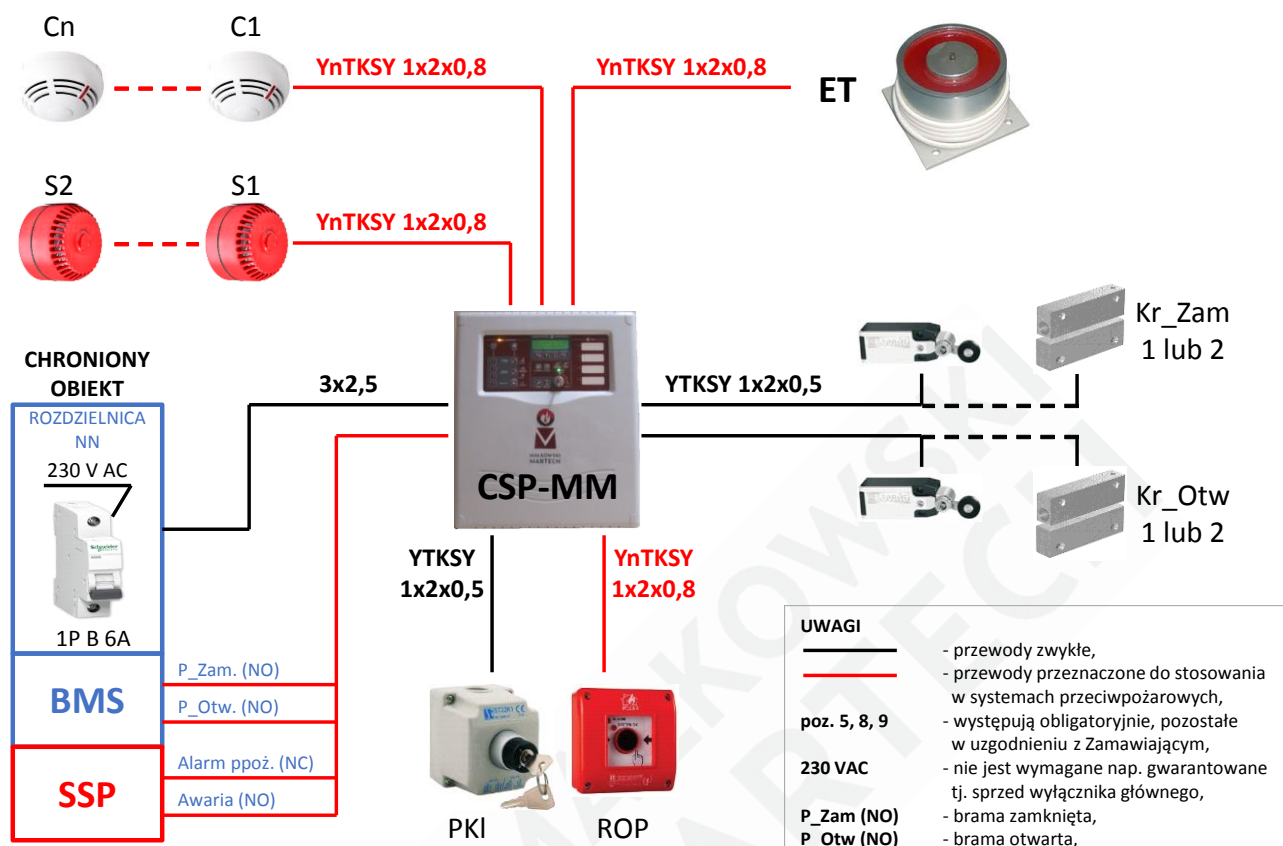 Cn
C1
YnTKSY 1x2x0,8
YnTKSY 1x2x0,8
ET
S2
S1
YnTKSY 1x2x0,8
Kr_Zam
1 lub 2
CHRONIONY
OBIEKT
3x2,5
YTKSY 1x2x0,5
ROZDZIELNICA
NN
230 V AC
MAŁKOWSKI
MARTECH
CSP-MM
Schneider
Kr_Otw
1 lub 2
1P B 6A
YTKSY
1x2x0,5
YnTKSY
1x2x0,8
BMS
P_Zam. (NO)
P_Otw. (NO)
SSP
Alarm ppoż. (NC)
Awaria (NO)
PKl
ROP
UWAGI
- przewody zwykłe,
- przewody przeznaczone do stosowania
w systemach przeciwpożarowych,
poz. 5, 8, 9 - występują obligatoryjnie, pozostałe
w uzgodnieniu z Zamawiającym,
230 VAC - nie jest wymagane nap. gwarantowane
tj. sprzed wyłącznika głównego,
P_Zam (NO) - brama zamknięta,
P_Otw (NO) - brama otwarta,